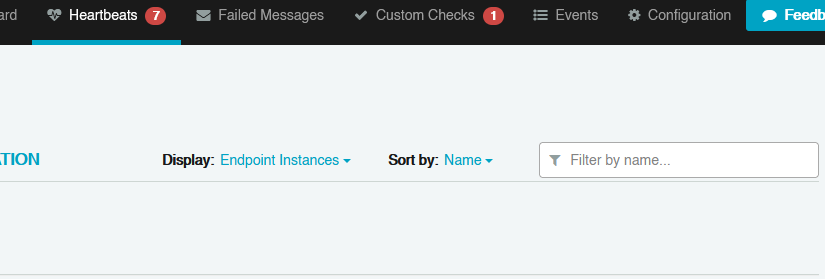 ard Heartbeats 7 Failed Messages Custom Checks 1 Events Configuration Feedb
ATION Display: Endpoint Instances Sort by: Name Filter by name...